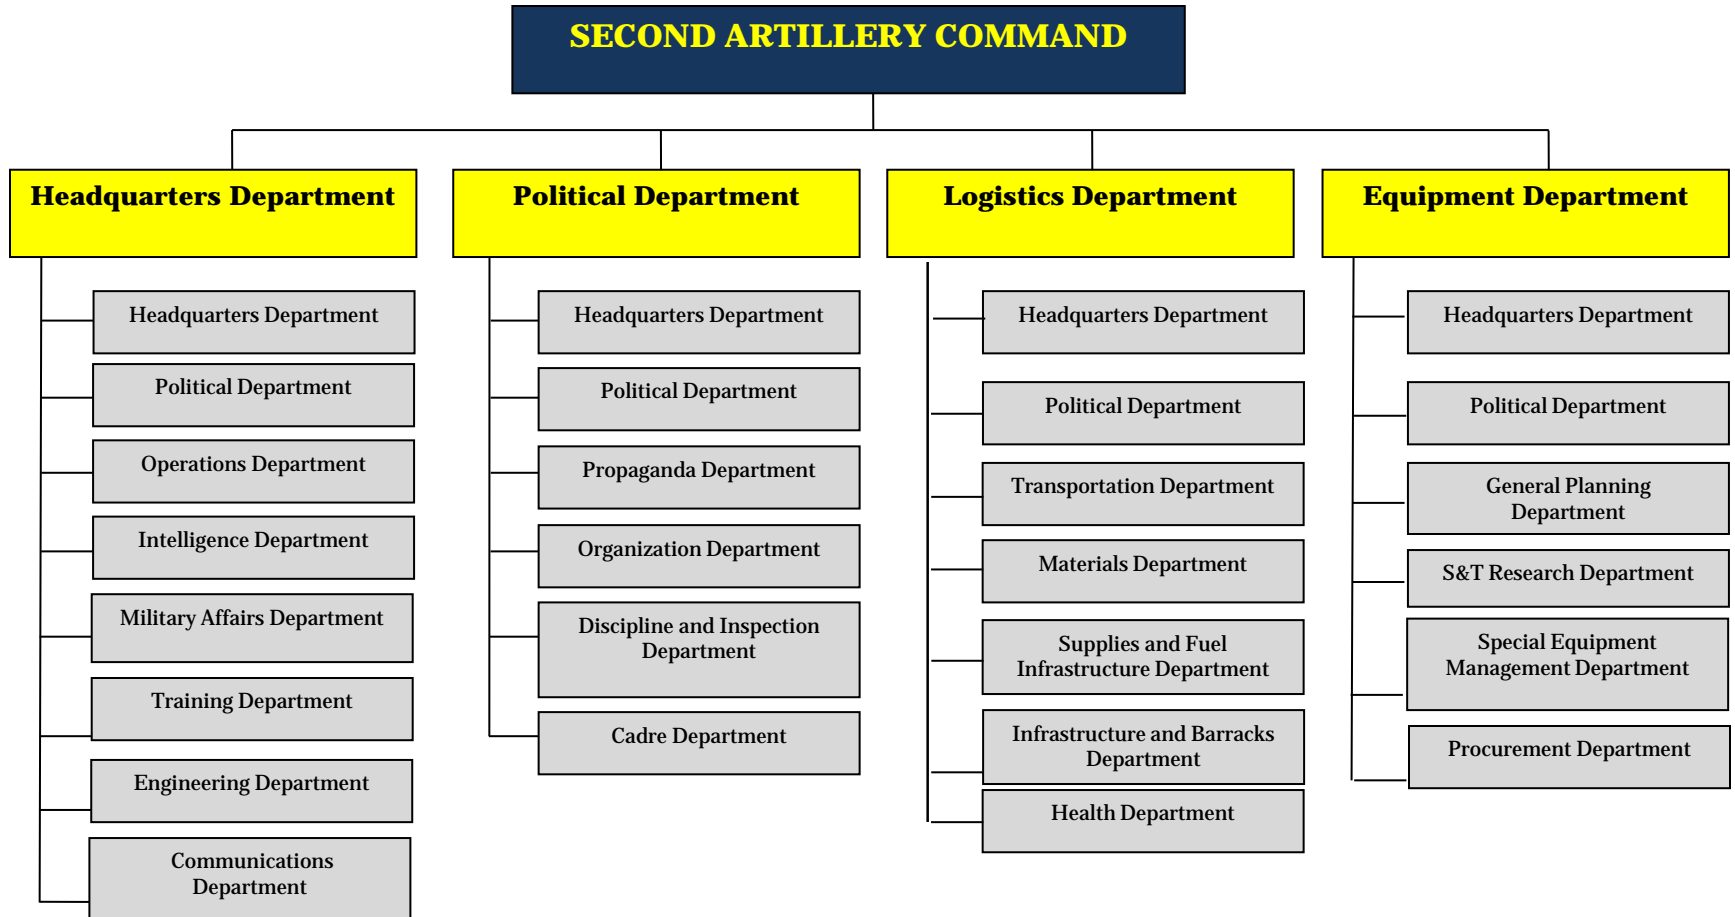 SECOND ARTILLERY COMMAND
Headquarters Department
Headquarters Department
Political Department
Operations Department
Intelligence Department
Military Affairs Department
Training Department
Engineering Department
Communications
Department
Political Department
Headquarters Department
Political Department
Propaganda Department
Organization Department
Discipline and Inspection
Department
Cadre Department
Logistics Department
Headquarters Department
Political Department
Transportation Department
Materials Department
Supplies and Fuel
Infrastructure Department
Infrastructure and Barracks
Department
Health Department
Equipment Department
Headquarters Department
Political Department
General Planning
Department
S&T Research Department
Special Equipment
Management Department
Procurement Department